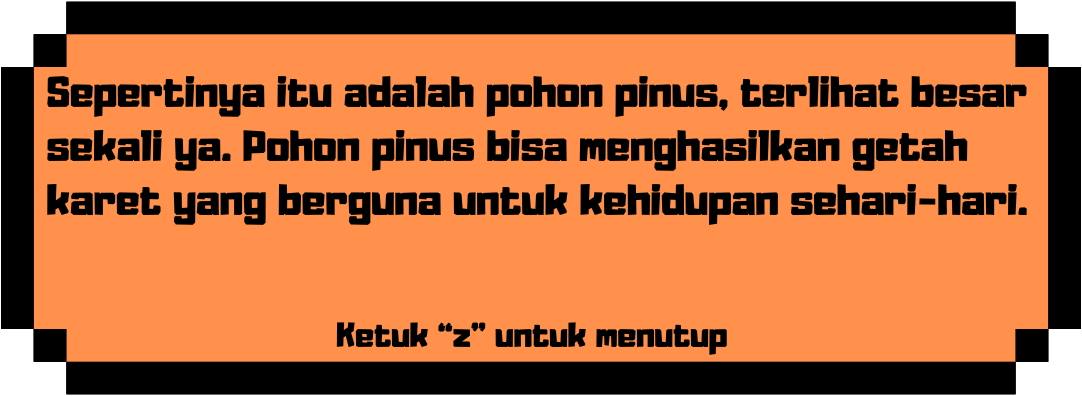 Sepertinya itu adalah pohon pinus, terlihat besar
sekali ya. Pohon pinus bisa menghasilkan getah
karet yang berguna untuk kehidupan sehari-hari.
Ketuk “z” untuk menutup